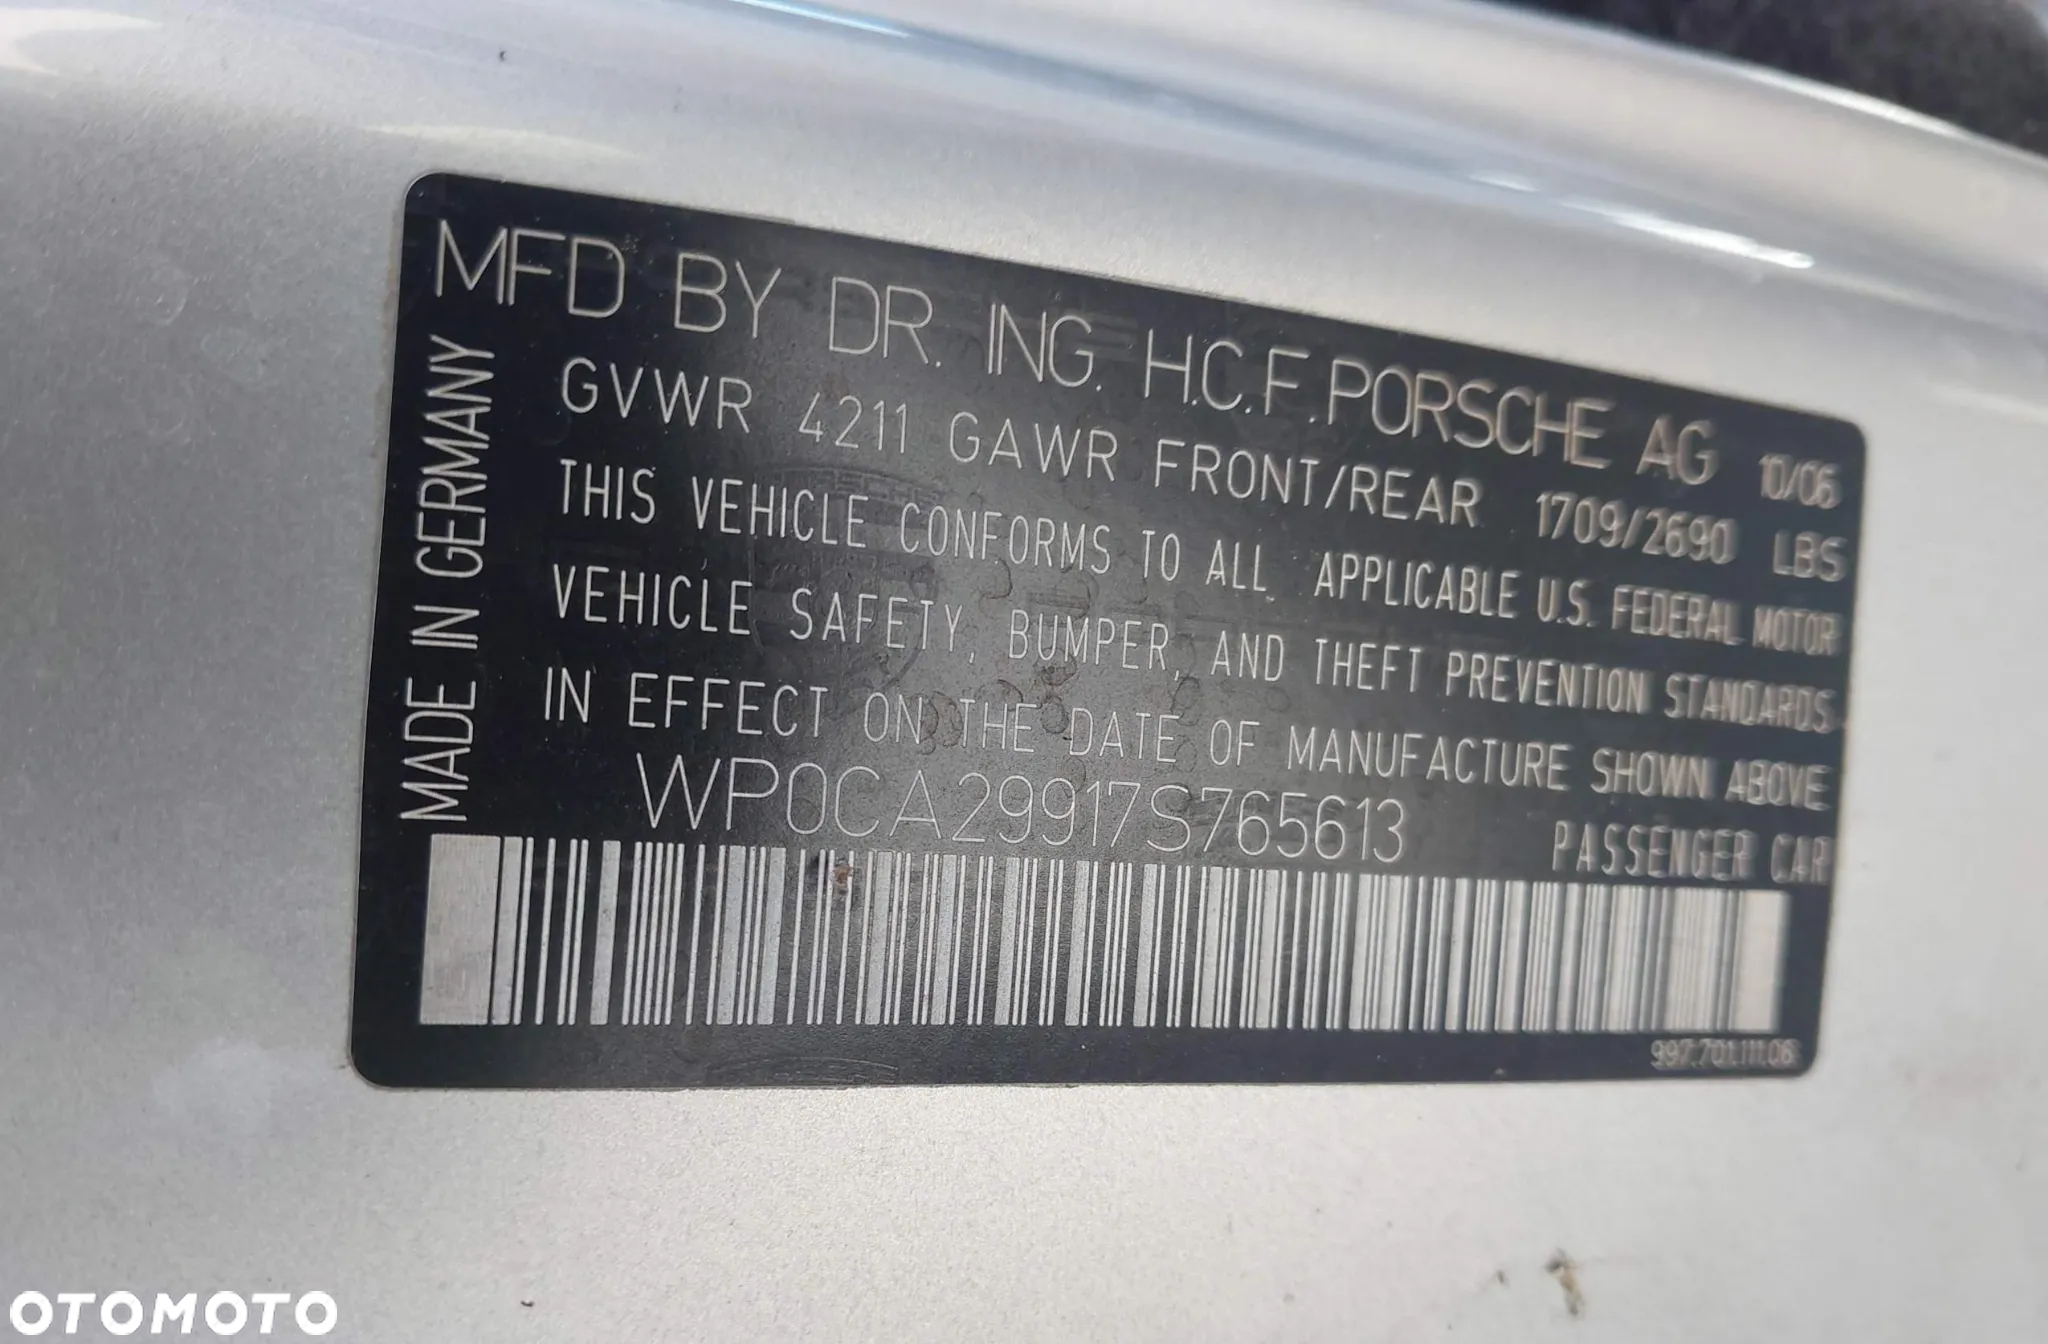 MFD BY DR. ING. H.C.F. PORSCHE AG 10/06
GVWR 4211 GAWR FRONT/REAR 1709/2690 LBS
THIS VEHICLE CONFORMS TO ALL APPLICABLE U.S. FEDERAL MOTOR
VEHICLE SAFETY, BUMPER, AND THEFT PREVENTION STANDARDS
IN EFFECT ON THE DATE OF MANUFACTURE SHOWN ABOVE
WP0CA29917S765613 PASSENGER CAR
MADE IN GERMANY
997.701.111.06
OTOMOTO